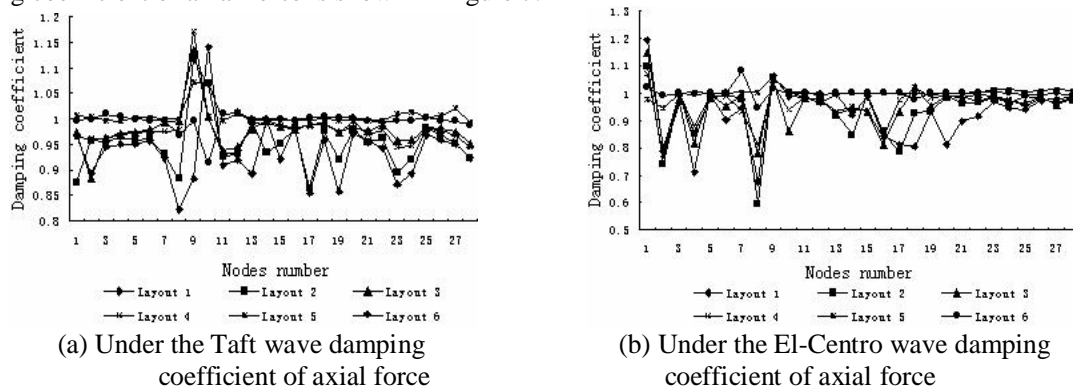 Damping coefficient
1.2
1.15
1.1
1.05
1
0.95
0.9
0.85
0.8
1 3 5 7 9 11 13 15 17 19 21 23 25 27
Nodes number
Layout 1 Layout 2 Layout 3
Layout 4 Layout 5 Layout 6
(a) Under the Taft wave damping
coefficient of axial force
Damping coefficient
1.3
1.2
1.1
1
0.9
0.8
0.7
0.6
0.5
1 3 5 7 9 11 13 15 17 19 21 23 25 27
Nodes number
Layout 1 Layout 2 Layout 3
Layout 4 Layout 5 Layout 6
(b) Under the El-Centro wave damping
coefficient of axial force